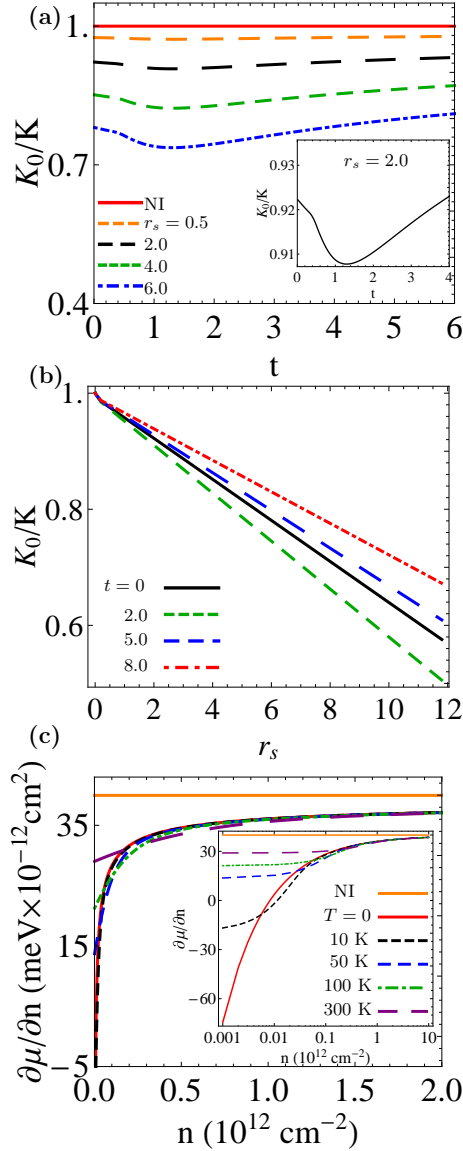 (a)
1.
0.7
0.4
K₀/K
NI
r_s = 0.5
2.0
4.0
6.0
r_s = 2.0
0.93
0.92
0.91
K₀/K
0 1 2 3 4
t
0 1 2 3 4 5 6
t
(b)
1.
0.8
0.6
K₀/K
t = 0
2.0
5.0
8.0
0 2 4 6 8 10 12
r_s
(c)
35
15
-5
∂μ/∂n (meV×10⁻¹²cm²)
30
0
-30
-60
∂μ/∂n
NI
T = 0
10 K
50 K
100 K
300 K
0.001 0.01 0.1 1 10
n (10¹² cm⁻²)
0.0 0.5 1.0 1.5 2.0
n (10¹² cm⁻²)